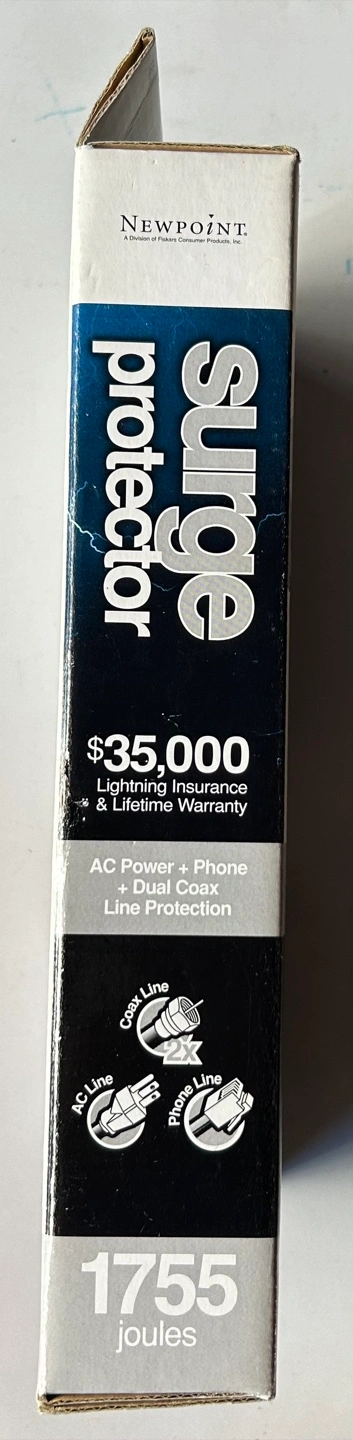 NEWPOiNT®
A Division of Fiskars Consumer Products, Inc.
surge
protector
$35,000
Lightning Insurance
& Lifetime Warranty
AC Power + Phone
+ Dual Coax
Line Protection
Coax Line
2x
AC Line
Phone Line
1755
joules